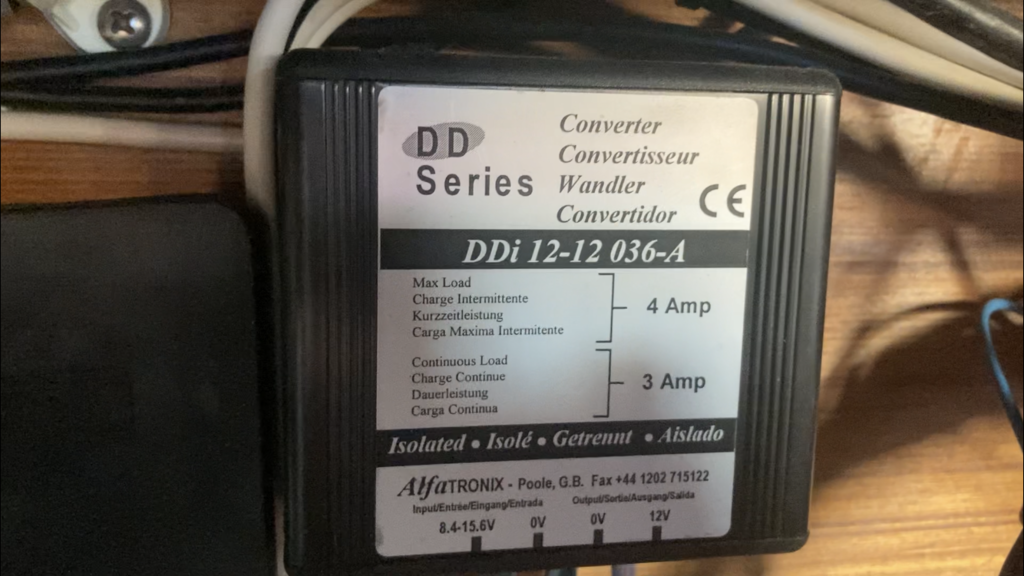 DD
Series
Converter
Convertisseur
Wandler
Convertidor
CE
DDi 12-12 036-A
Max Load
Charge Intermittente
Kurzzeitleistung
Carga Maxima Intermitente
4 Amp
Continuous Load
Charge Continue
Dauerleistung
Carga Continua
3 Amp
Isolated • Isolé • Getrennt • Aislado
AlfaTRONIX - Poole, G.B. Fax +44 1202 715122
Input/Entrée/Eingang/Entrada Output/Sortie/Ausgang/Salida
8.4-15.6V 0V 0V 12V